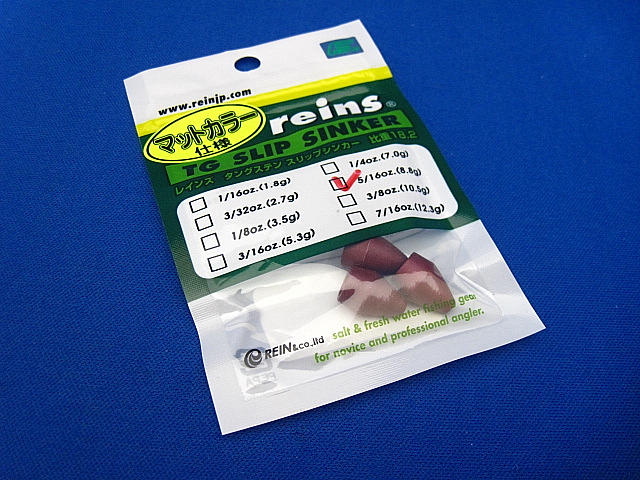 www.reinjp.com
マットカラー
仕様
reins®
TG SLIP SINKER 比重18.2
レインズ タングステン スリップシンカー
1/16oz.(1.8g)
3/32oz.(2.7g)
1/8oz.(3.5g)
3/16oz.(5.3g)
1/4oz.(7.0g)
5/16oz.(8.8g)
3/8oz.(10.5g)
7/16oz.(12.3g)
REIN&co.,ltd
salt & fresh water fishing gear
for novice and professional angler.